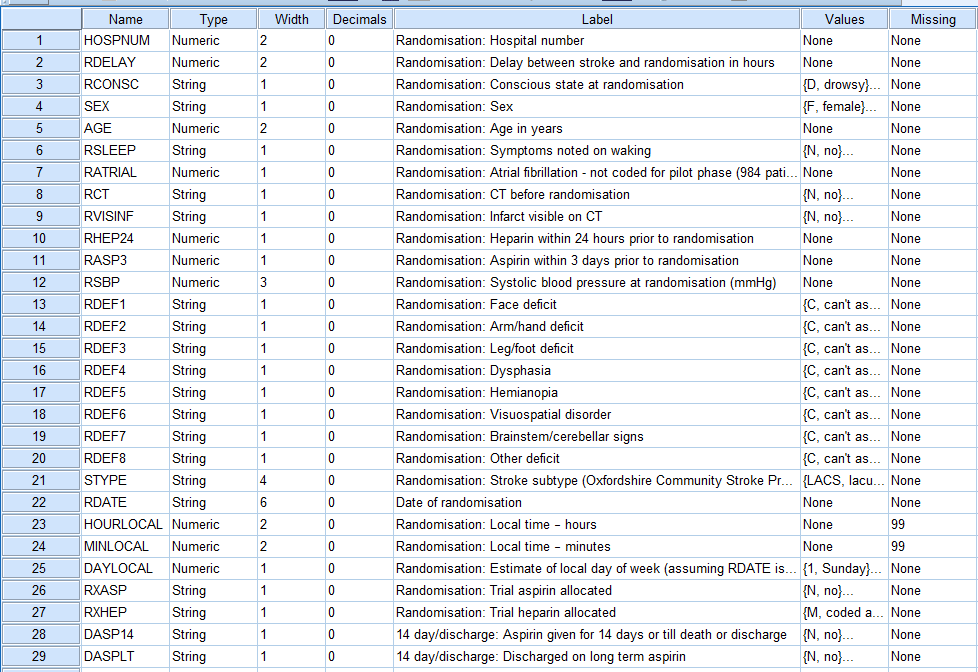 Name Type Width Decimals Label Values Missing
1 HOSPNUM Numeric 2 0 Randomisation: Hospital number None None
2 RDELAY Numeric 2 0 Randomisation: Delay between stroke and randomisation in hours None None
3 RCONSC String 1 0 Randomisation: Conscious state at randomisation {D, drowsy}... None
4 SEX String 1 0 Randomisation: Sex {F, female}... None
5 AGE Numeric 2 0 Randomisation: Age in years None None
6 RSLEEP String 1 0 Randomisation: Symptoms noted on waking {N, no}... None
7 RATRIAL Numeric 1 0 Randomisation: Atrial fibrillation - not coded for pilot phase (984 pati... None None
8 RCT String 1 0 Randomisation: CT before randomisation {N, no}... None
9 RVISINF String 1 0 Randomisation: Infarct visible on CT {N, no}... None
10 RHEP24 Numeric 1 0 Randomisation: Heparin within 24 hours prior to randomisation None None
11 RASP3 Numeric 1 0 Randomisation: Aspirin within 3 days prior to randomisation None None
12 RSBP Numeric 3 0 Randomisation: Systolic blood pressure at randomisation (mmHg) None None
13 RDEF1 String 1 0 Randomisation: Face deficit {C, can't as... None
14 RDEF2 String 1 0 Randomisation: Arm/hand deficit {C, can't as... None
15 RDEF3 String 1 0 Randomisation: Leg/foot deficit {C, can't as... None
16 RDEF4 String 1 0 Randomisation: Dysphasia {C, can't as... None
17 RDEF5 String 1 0 Randomisation: Hemianopia {C, can't as... None
18 RDEF6 String 1 0 Randomisation: Visuospatial disorder {C, can't as... None
19 RDEF7 String 1 0 Randomisation: Brainstem/cerebellar signs {C, can't as... None
20 RDEF8 String 1 0 Randomisation: Other deficit {C, can't as... None
21 STYPE String 4 0 Randomisation: Stroke subtype (Oxfordshire Community Stroke Pr... {LACS, lacu... None
22 RDATE String 6 0 Date of randomisation None None
23 HOURLOCAL Numeric 2 0 Randomisation: Local time – hours None 99
24 MINLOCAL Numeric 2 0 Randomisation: Local time – minutes None 99
25 DAYLOCAL Numeric 1 0 Randomisation: Estimate of local day of week (assuming RDATE is... {1, Sunday}... None
26 RXASP String 1 0 Randomisation: Trial aspirin allocated {N, no}... None
27 RXHEP String 1 0 Randomisation: Trial heparin allocated {M, coded a... None
28 DASP14 String 1 0 14 day/discharge: Aspirin given for 14 days or till death or discharge {N, no}... None
29 DASPLT String 1 0 14 day/discharge: Discharged on long term aspirin {N, no}... None